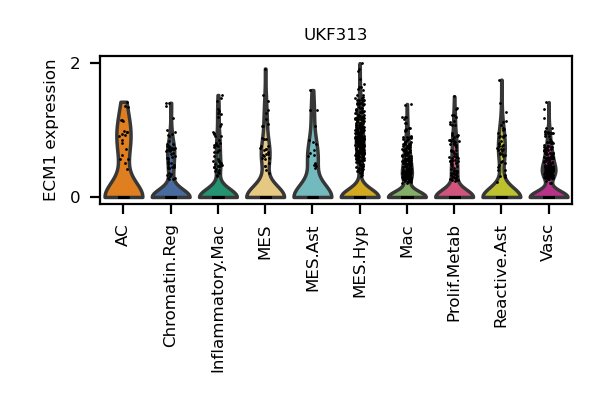 UKF313
ECM1 expression
2
0
AC
Chromatin.Reg
Inflammatory.Mac
MES
MES.Ast
MES.Hyp
Mac
Prolif.Metab
Reactive.Ast
Vasc